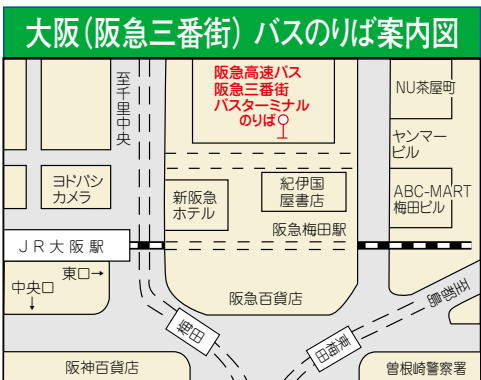 大阪(阪急三番街) バスのりば案内図
至千里中央
阪急高速バス
阪急三番街
バスターミナル
のりば
NU茶屋町
ヤンマー
ビル
ヨドバシ
カメラ
新阪急
ホテル
紀伊国
屋書店
ABC-MART
梅田ビル
阪急梅田駅
JR大阪駅
東口→
中央口
↓
阪急百貨店
至都島
梅田
東梅田
阪神百貨店
曽根崎警察署